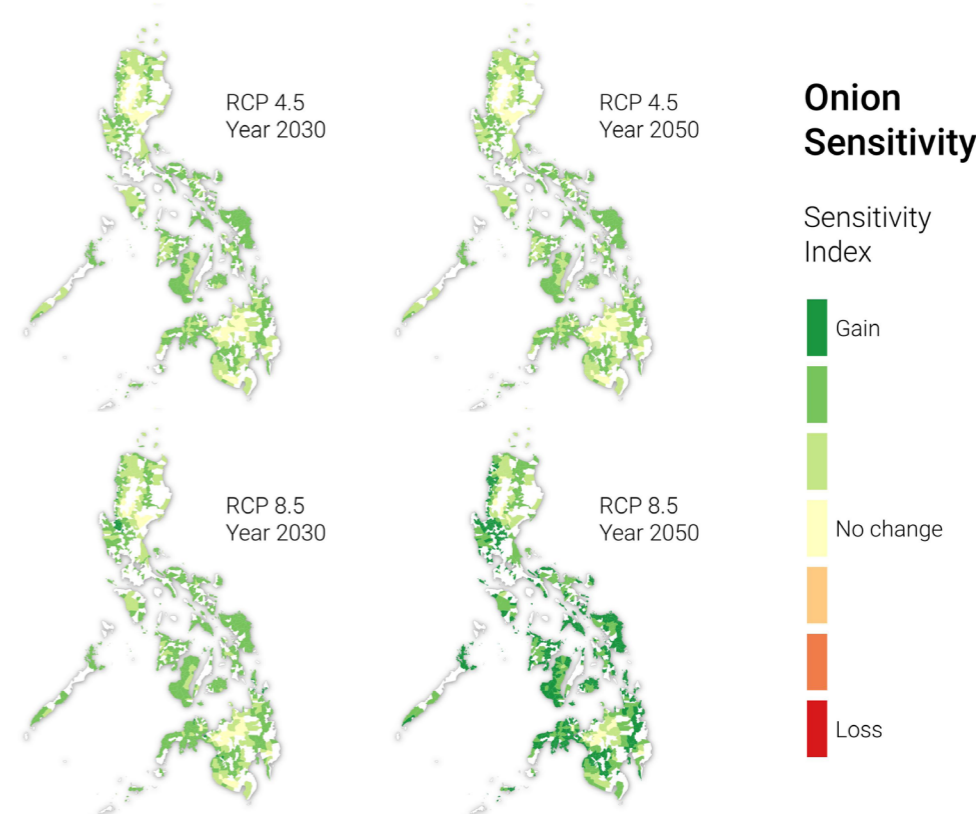 RCP 4.5
Year 2030
RCP 4.5
Year 2050
Onion
Sensitivity
Sensitivity
Index
Gain
No change
Loss
RCP 8.5
Year 2030
RCP 8.5
Year 2050